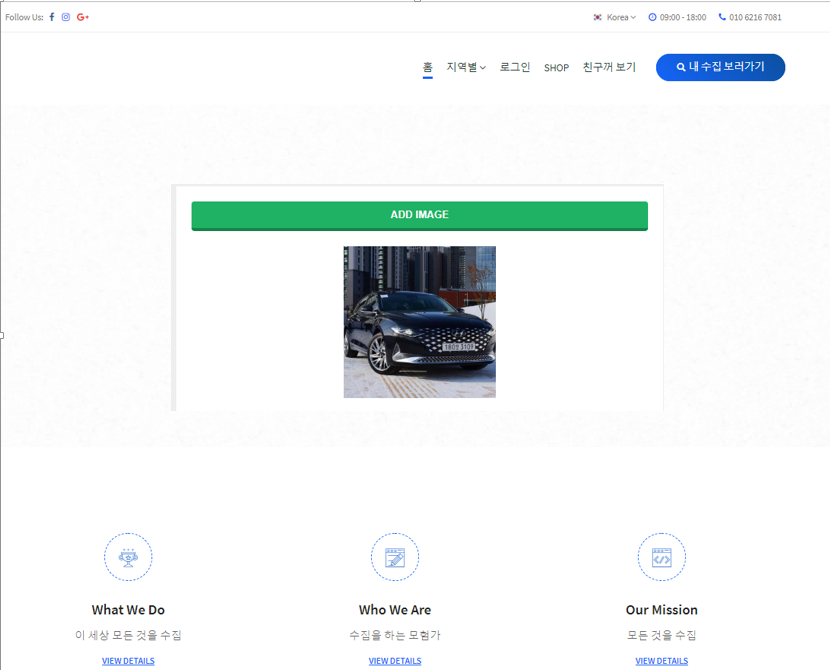 Follow Us:
Korea
09:00 - 18:00
010 6216 7081
홈
지역별
로그인
SHOP
친구꺼 보기
내 수집 보러가기
ADD IMAGE
What We Do
이 세상 모든 것을 수집
VIEW DETAILS
Who We Are
수집을 하는 모험가
VIEW DETAILS
Our Mission
모든 것을 수집
VIEW DETAILS